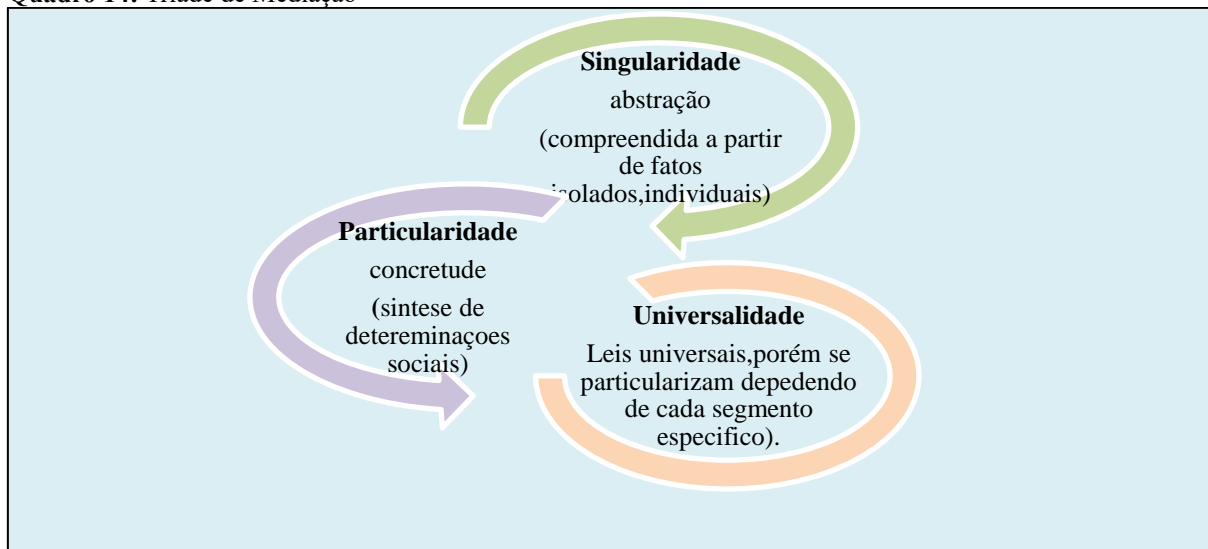 Quadro 14: Tríade de Mediação
Singularidade
abstração
(compreendida a partir
de fatos
isolados,individuais)
Particularidade
concretude
(sintese de
detereminaçoes
sociais)
Universalidade
Leis universais,porém se
particularizam depedendo
de cada segmento
especifico).